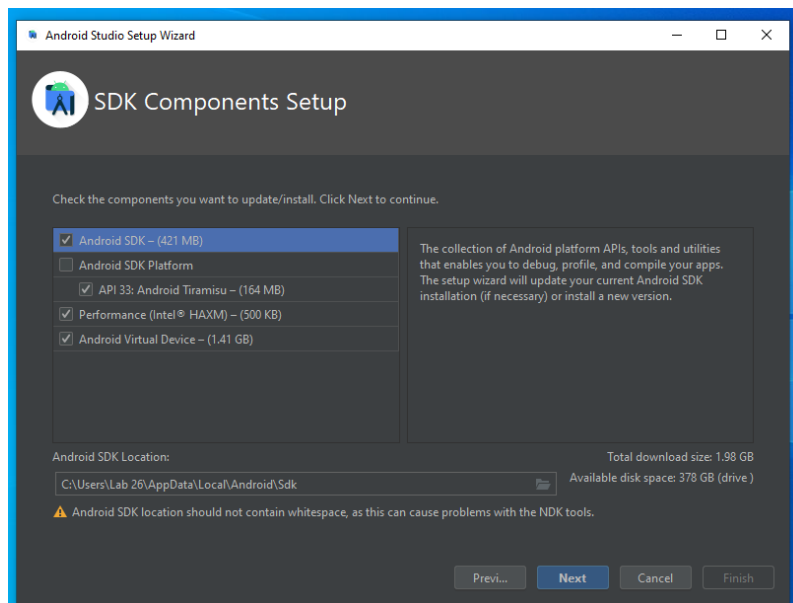 Android Studio Setup Wizard
SDK Components Setup
Check the components you want to update/install. Click Next to continue.
Android SDK – (421 MB)
Android SDK Platform
API 33: Android Tiramisu – (164 MB)
Performance (Intel® HAXM) – (500 KB)
Android Virtual Device – (1.41 GB)
The collection of Android platform APIs, tools and utilities
that enables you to debug, profile, and compile your apps.
The setup wizard will update your current Android SDK
installation (if necessary) or install a new version.
Android SDK Location:
Total download size: 1.98 GB
C:\Users\Lab 26\AppData\Local\Android\Sdk
Available disk space: 378 GB (drive )
Android SDK location should not contain whitespace, as this can cause problems with the NDK tools.
Previ... Next Cancel Finish